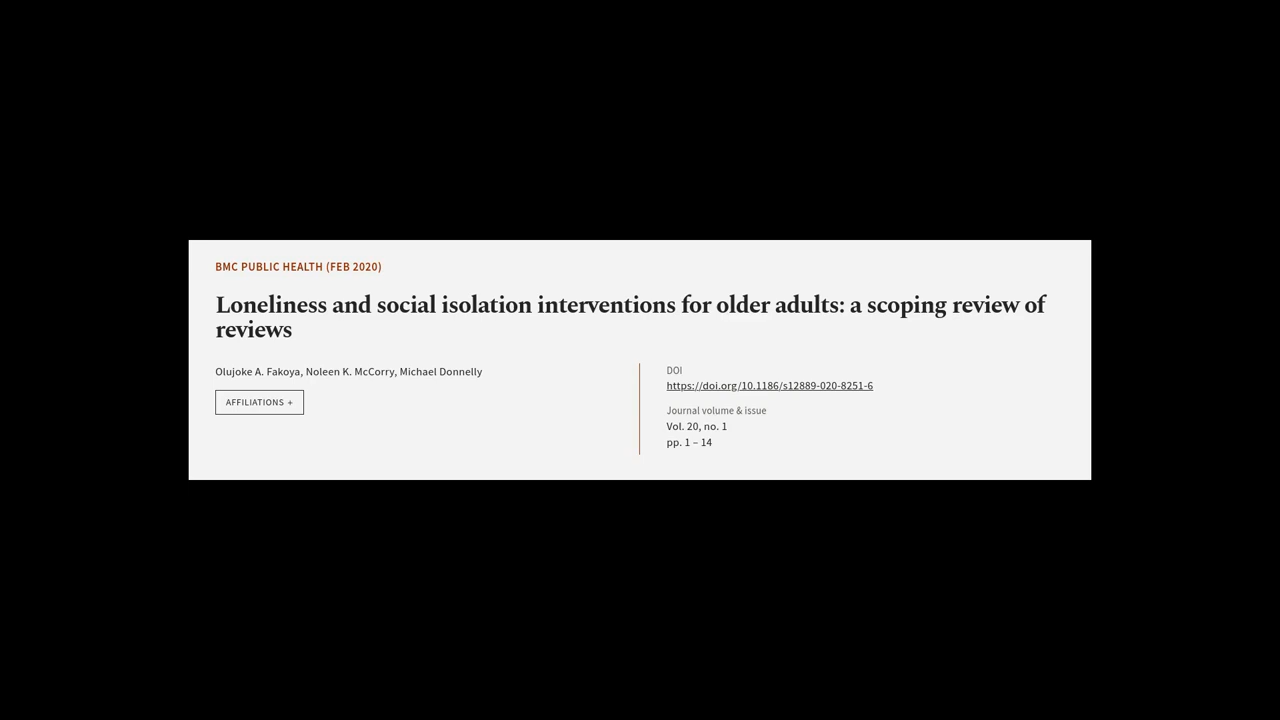 BMC PUBLIC HEALTH (FEB 2020)
Loneliness and social isolation interventions for older adults: a scoping review of
reviews
Olujoke A. Fakoya, Noleen K. McCorry, Michael Donnelly
AFFILIATIONS +
DOI
https://doi.org/10.1186/s12889-020-8251-6
Journal volume & issue
Vol. 20, no. 1
pp. 1 – 14